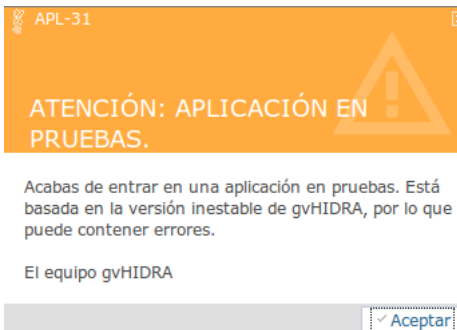 APL-31
ATENCIÓN: APLICACIÓN EN
PRUEBAS.
Acabas de entrar en una aplicación en pruebas. Está
basada en la versión inestable de gvHIDRA, por lo que
puede contener errores.
El equipo gvHIDRA
Aceptar